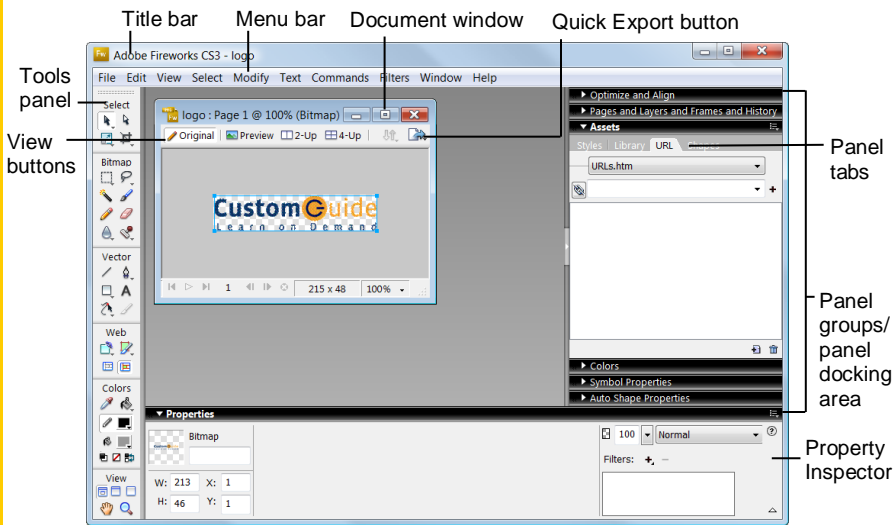 Title bar
Menu bar
Document window
Quick Export button
Adobe Fireworks CS3 - logo
File Edit View Select Modify Text Commands Filters Window Help
Tools panel
View buttons
Select
Bitmap
Vector
Web
Colors
View
logo : Page 1 @ 100% (Bitmap)
Original Preview 2-Up 4-Up
CustomGuide
Learn on Demand
1 215 x 48 100%
Optimize and Align
Pages and Layers and Frames and History
Assets
Styles Library URL Shapes
URLs.htm
Colors
Symbol Properties
Auto Shape Properties
Panel tabs
Panel groups/
panel
docking
area
Properties
Bitmap
W: 213 X: 1
H: 46 Y: 1
100 Normal
Filters:
Property
Inspector